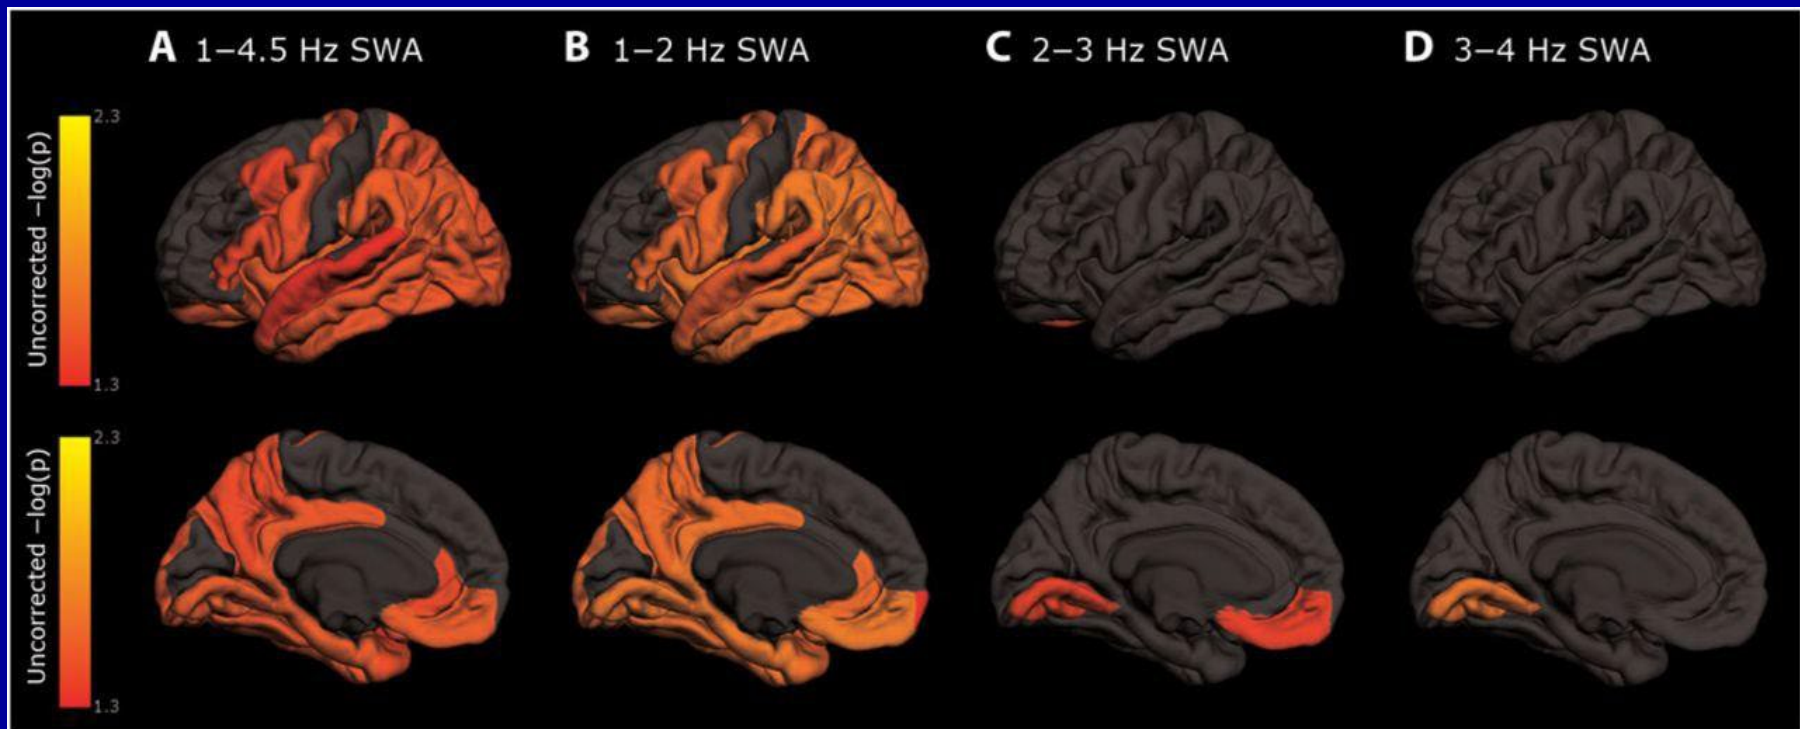 A 1–4.5 Hz SWA
B 1–2 Hz SWA
C 2–3 Hz SWA
D 3–4 Hz SWA
2.3
Uncorrected –log(p)
1.3
2.3
Uncorrected –log(p)
1.3